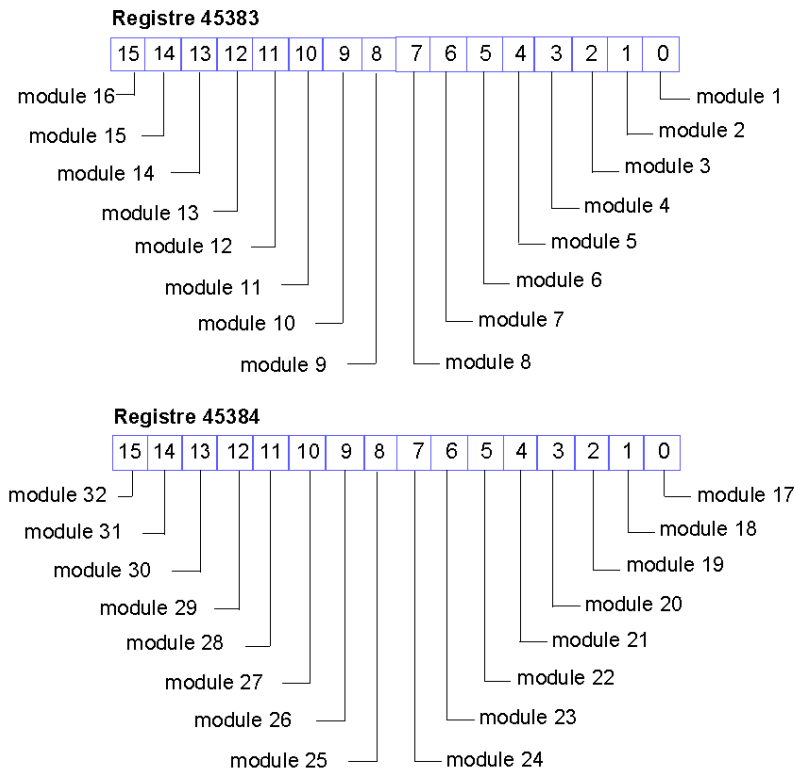 Registre 45383
15 14 13 12 11 10 9 8 7 6 5 4 3 2 1 0
module 16 module 1
module 15 module 2
module 14 module 3
module 13 module 4
module 12 module 5
module 11 module 6
module 10 module 7
module 9 module 8
Registre 45384
15 14 13 12 11 10 9 8 7 6 5 4 3 2 1 0
module 32 module 17
module 31 module 18
module 30 module 19
module 29 module 20
module 28 module 21
module 27 module 22
module 26 module 23
module 25 module 24